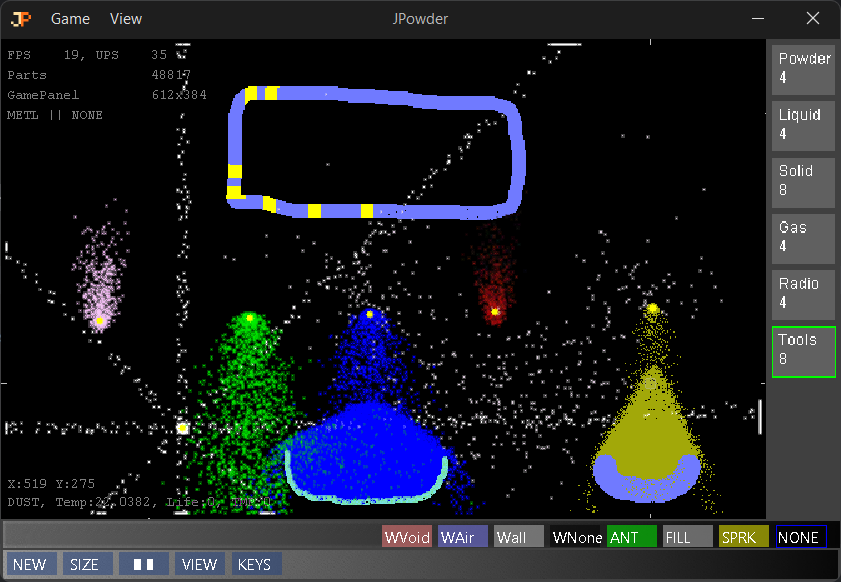 JP Game View JPowder
FPS 19, UPS 35
Parts 48817
GamePanel 612x384
METL || NONE
Powder
4
Liquid
4
Solid
8
Gas
4
Radio
4
Tools
8
X:519 Y:275
DUST, Temp:22.0382, Life:0,
WVoid WAir Wall WNone ANT FILL SPRK NONE
NEW SIZE VIEW KEYS